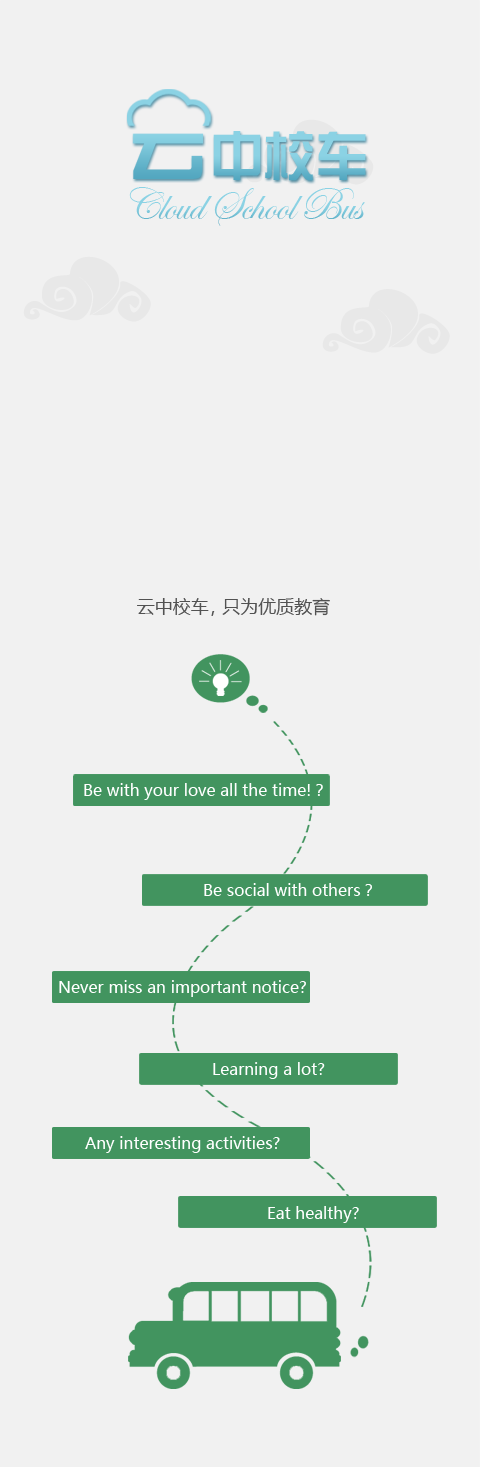 云中校车
Cloud School Bus
云中校车, 只为优质教育
Be with your love all the time! ?
Be social with others ?
Never miss an important notice?
Learning a lot?
Any interesting activities?
Eat healthy?